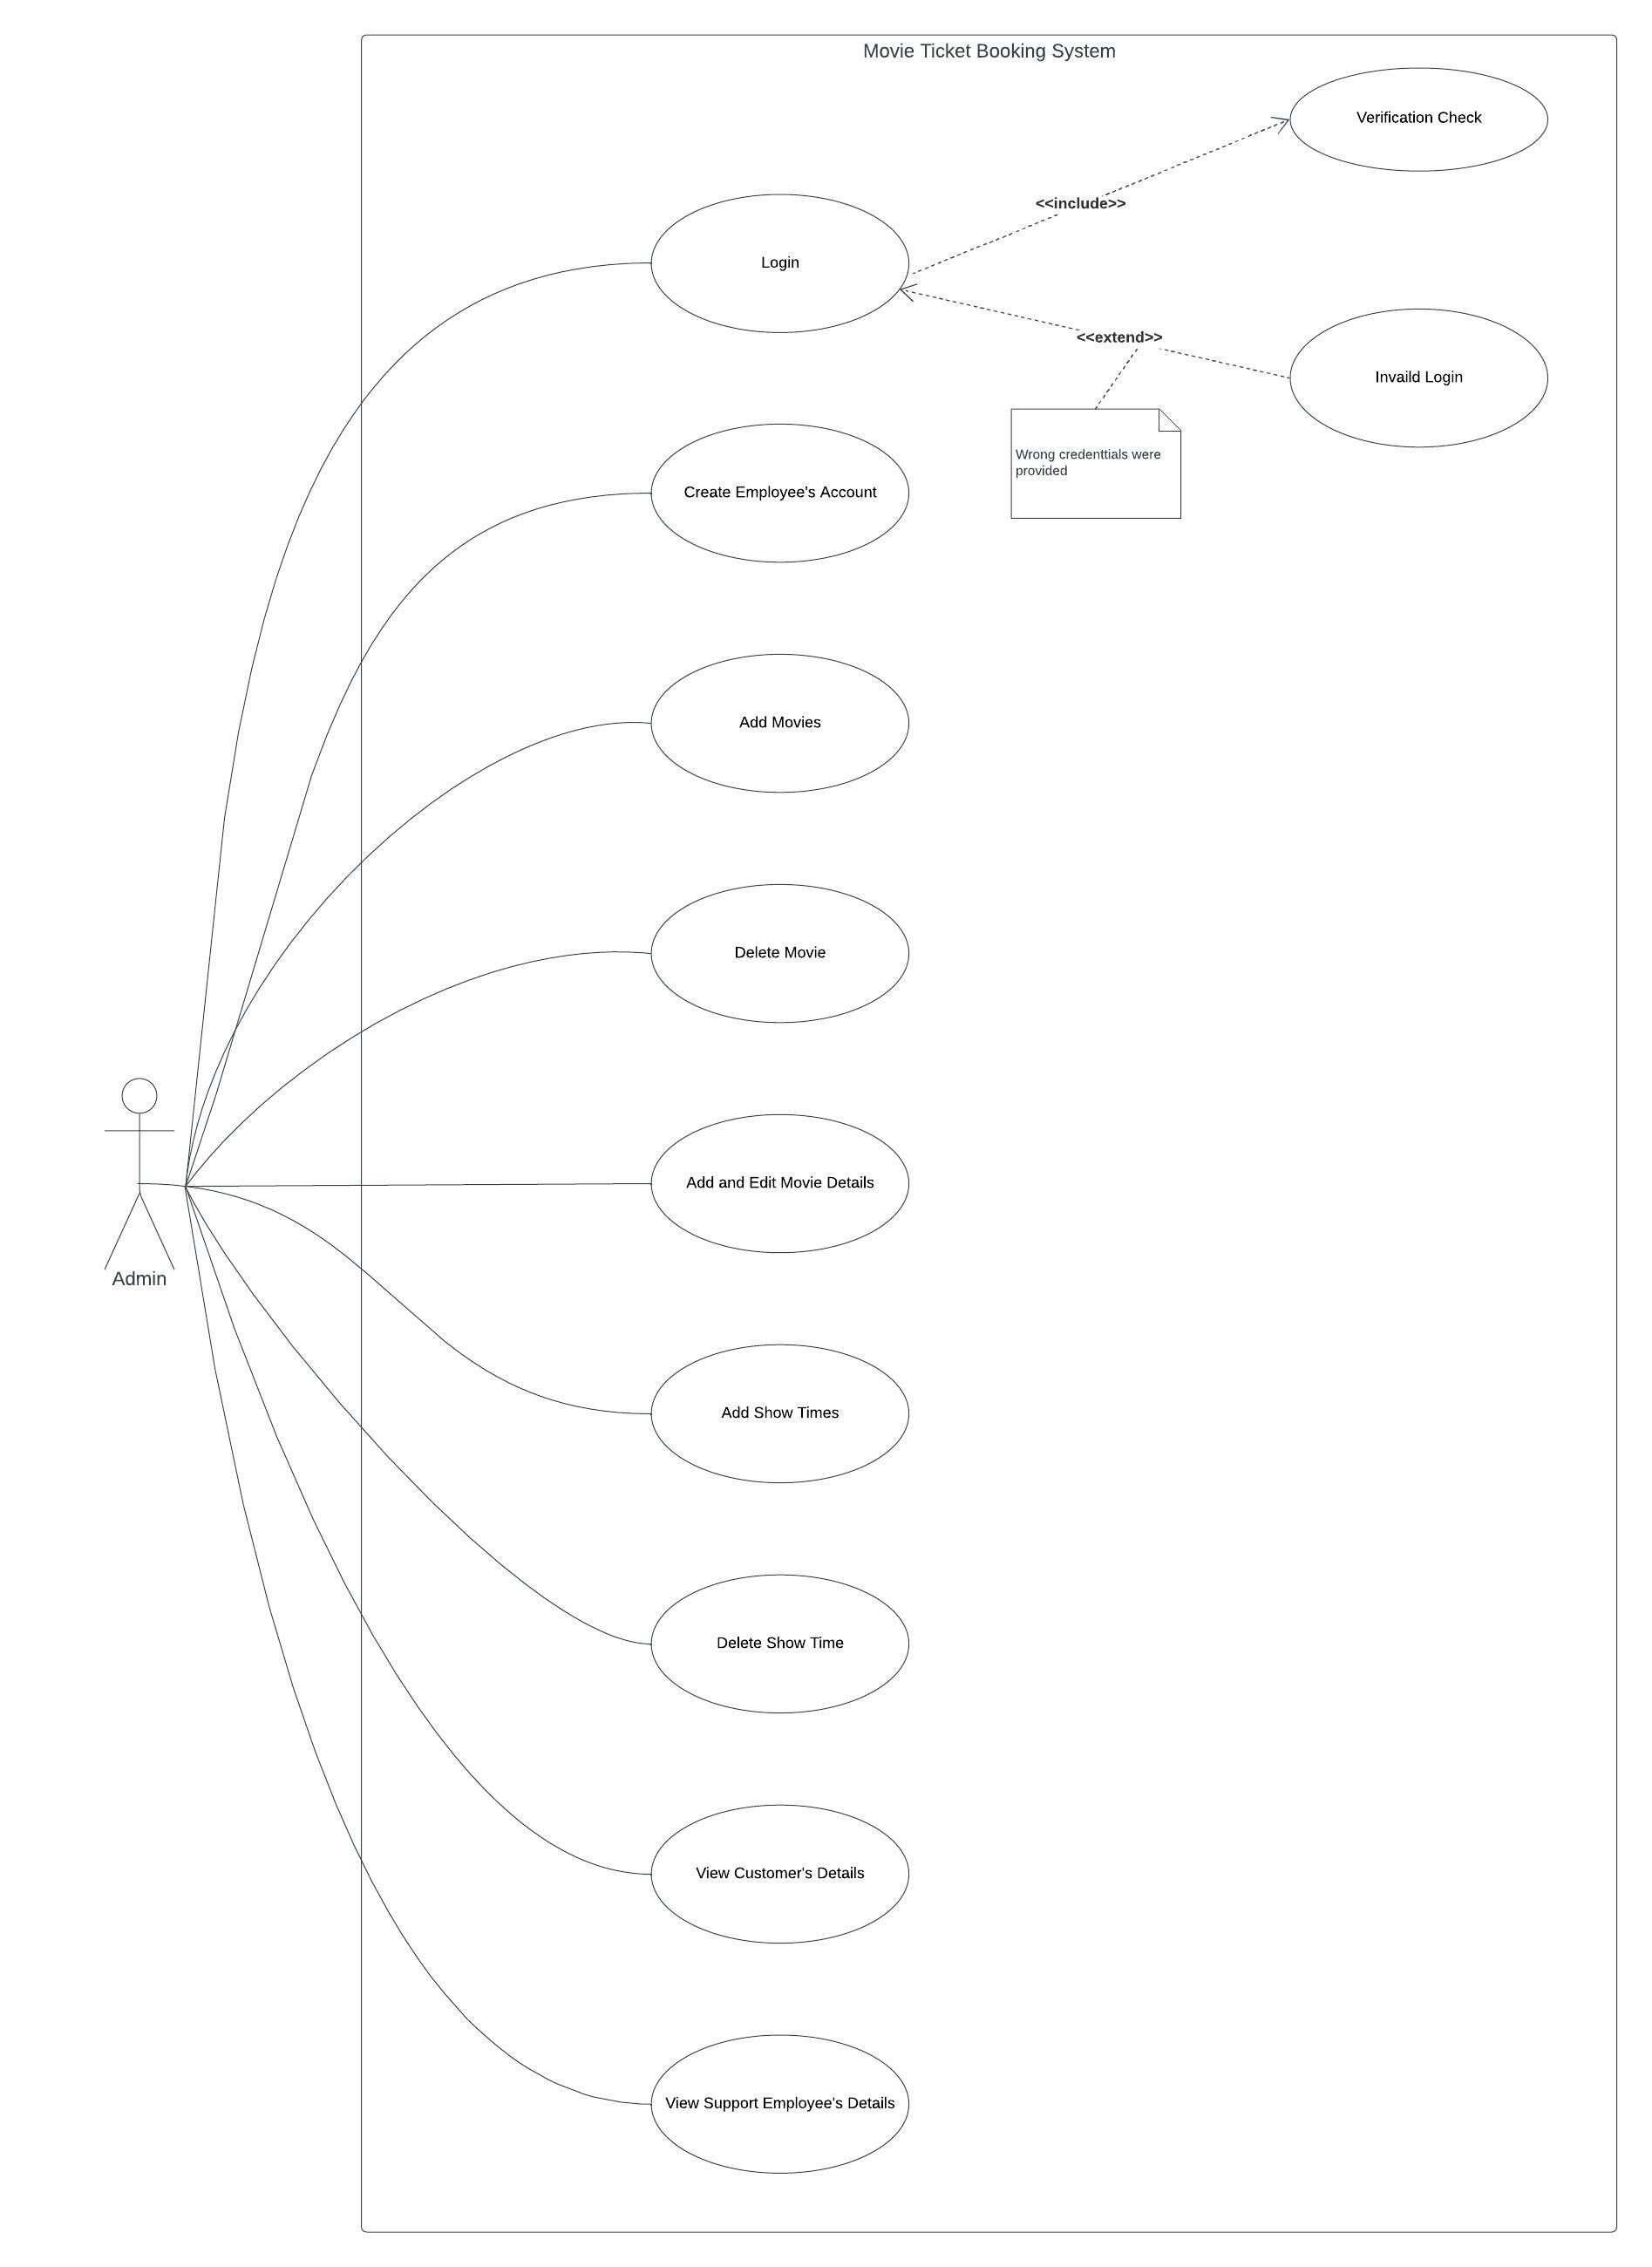 Movie Ticket Booking System
Verification Check
<<include>>
Login
<<extend>>
Invaild Login
Wrong credenttials were
provided
Create Employee's Account
Add Movies
Delete Movie
Add and Edit Movie Details
Admin
Add Show Times
Delete Show Time
View Customer's Details
View Support Employee's Details